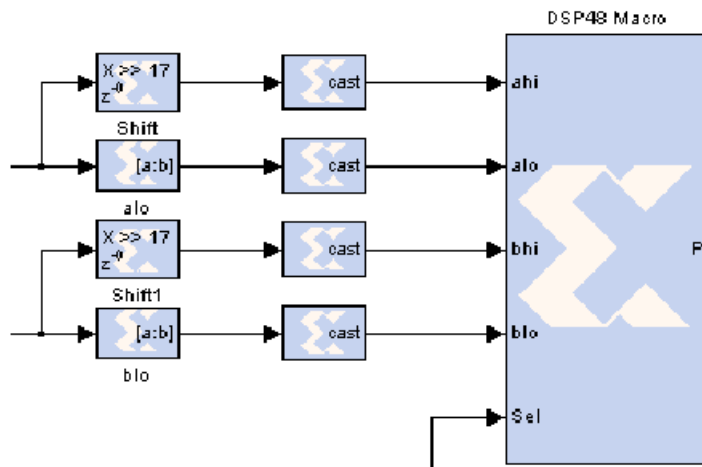 DSP48 Macro
X >> 17
z-0
cast
ahi
Shift
[a:b]
cast
alo
alo
X >> 17
z-0
cast
bhi
P
Shift1
[a:b]
cast
blo
blo
Sel